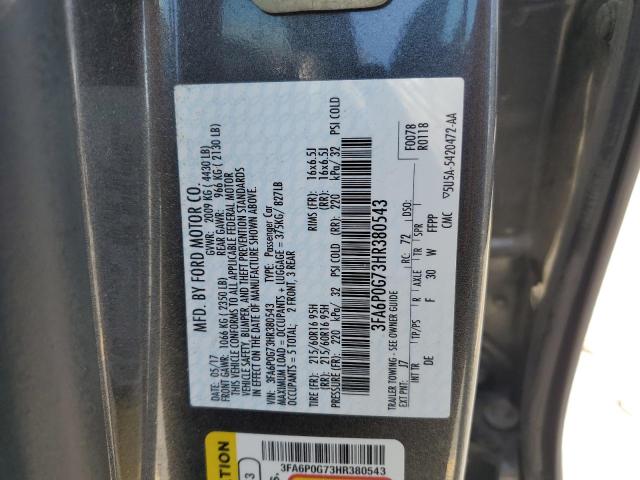 MFD. BY FORD MOTOR CO.
DATE: 05/17 GVWR: 2009 KG ( 4430 LB)
FRONT GAWR: 1066 KG ( 2350 LB) REAR GAWR: 966 KG ( 2130 LB)
THIS VEHICLE CONFORMS TO ALL APPLICABLE FEDERAL MOTOR
VEHICLE SAFETY, BUMPER, AND THEFT PREVENTION STANDARDS
IN EFFECT ON THE DATE OF MANUFACTURE SHOWN ABOVE.
VIN: 3FA6P0G73HR380543 TYPE: Passenger Car
MAXIMUM LOAD = OCCUPANTS + LUGGAGE = 375KG/ 827LB
OCCUPANTS = 5 TOTAL: 2 FRONT, 3 REAR
TIRE (FR): 215/60R16 95H RIMS (FR): 16x6.5J
(RR): 215/60R16 95H (RR): 16x6.5J
PRESSURE (FR): 220 kPa/ 32 PSI COLD (RR): 220 kPa/ 32 PSI COLD
3FA6P0G73HR380543
TRAILER TOWING - SEE OWNER GUIDE
F0078
R0118
EXT PNT: J7 RC: 72 DSO:
INT TR TP/PS R AXLE TR SPR
DE F 30 W FFPP
CMC ▽5U5A-5420472-AA
3FA6P0G73HR380543